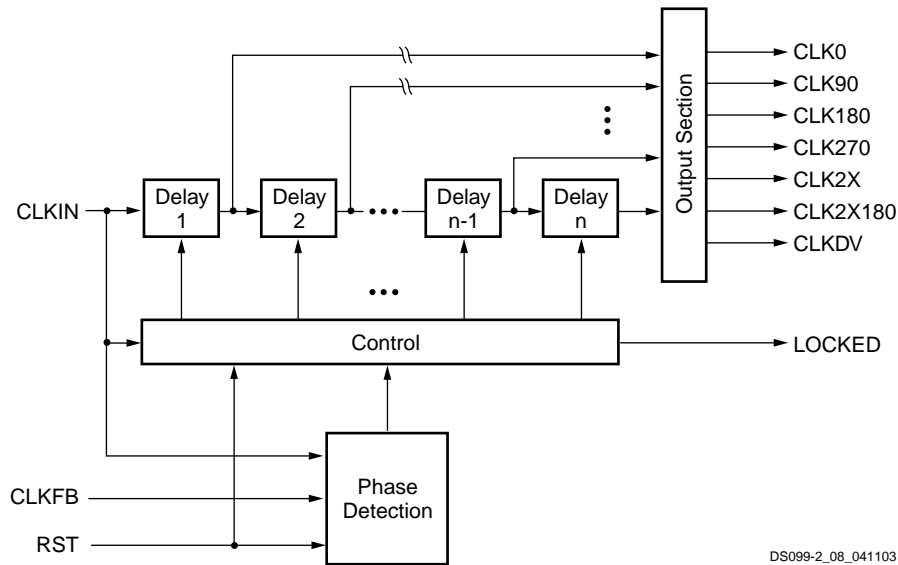 CLK0
CLK90
CLK180
CLK270
CLK2X
CLK2X180
CLKDV
Output Section
CLKIN
Delay
1
Delay
2
Delay
n-1
Delay
n
Control
LOCKED
Phase
Detection
CLKFB
RST
DS099-2_08_041103